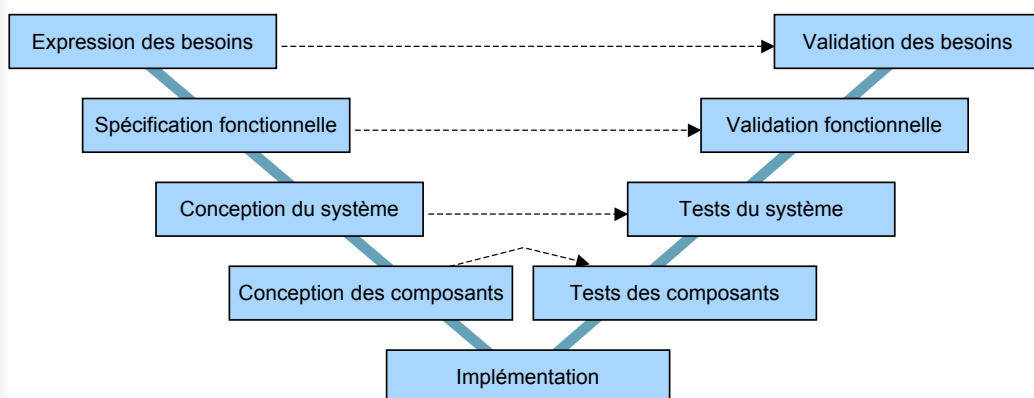 Expression des besoins
Validation des besoins
Spécification fonctionnelle
Validation fonctionnelle
Conception du système
Tests du système
Conception des composants
Tests des composants
Implémentation